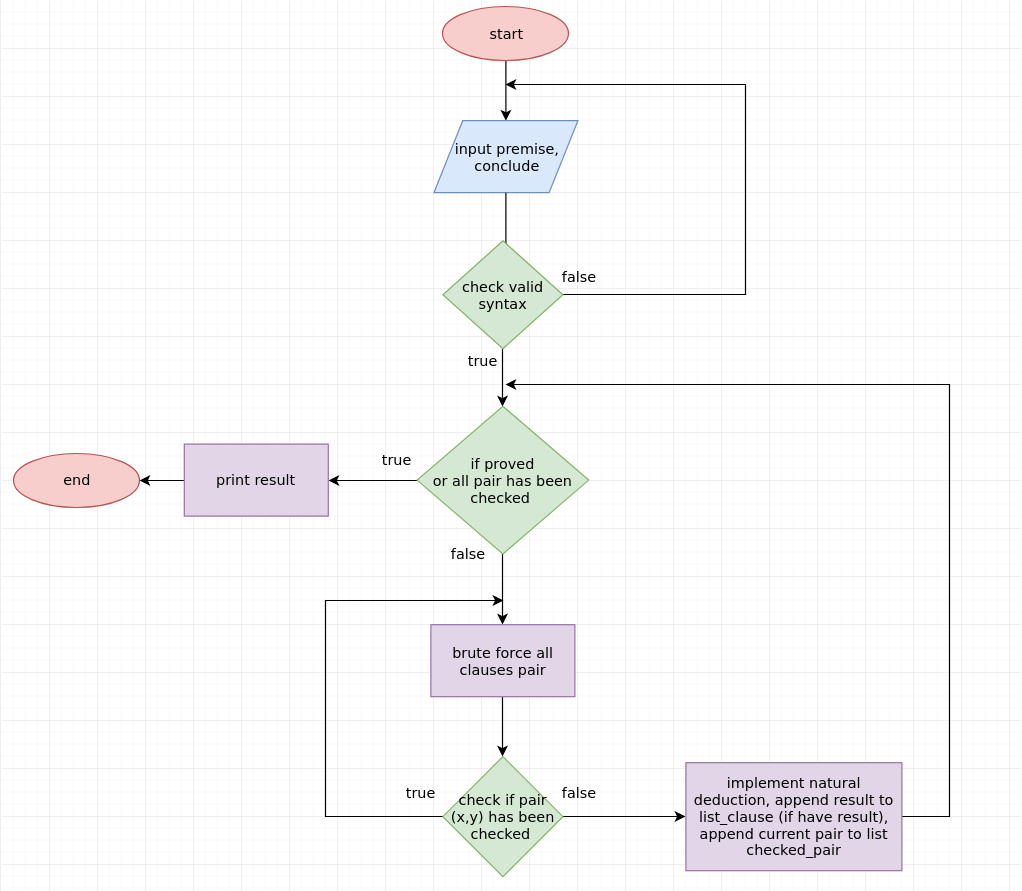 start
input premise,
conclude
check valid
syntax
false
true
if proved
or all pair has been
checked
true
print result
end
false
brute force all
clauses pair
check if pair
(x,y) has been
checked
true
false
implement natural
deduction, append result to
list_clause (if have result),
append current pair to list
checked_pair